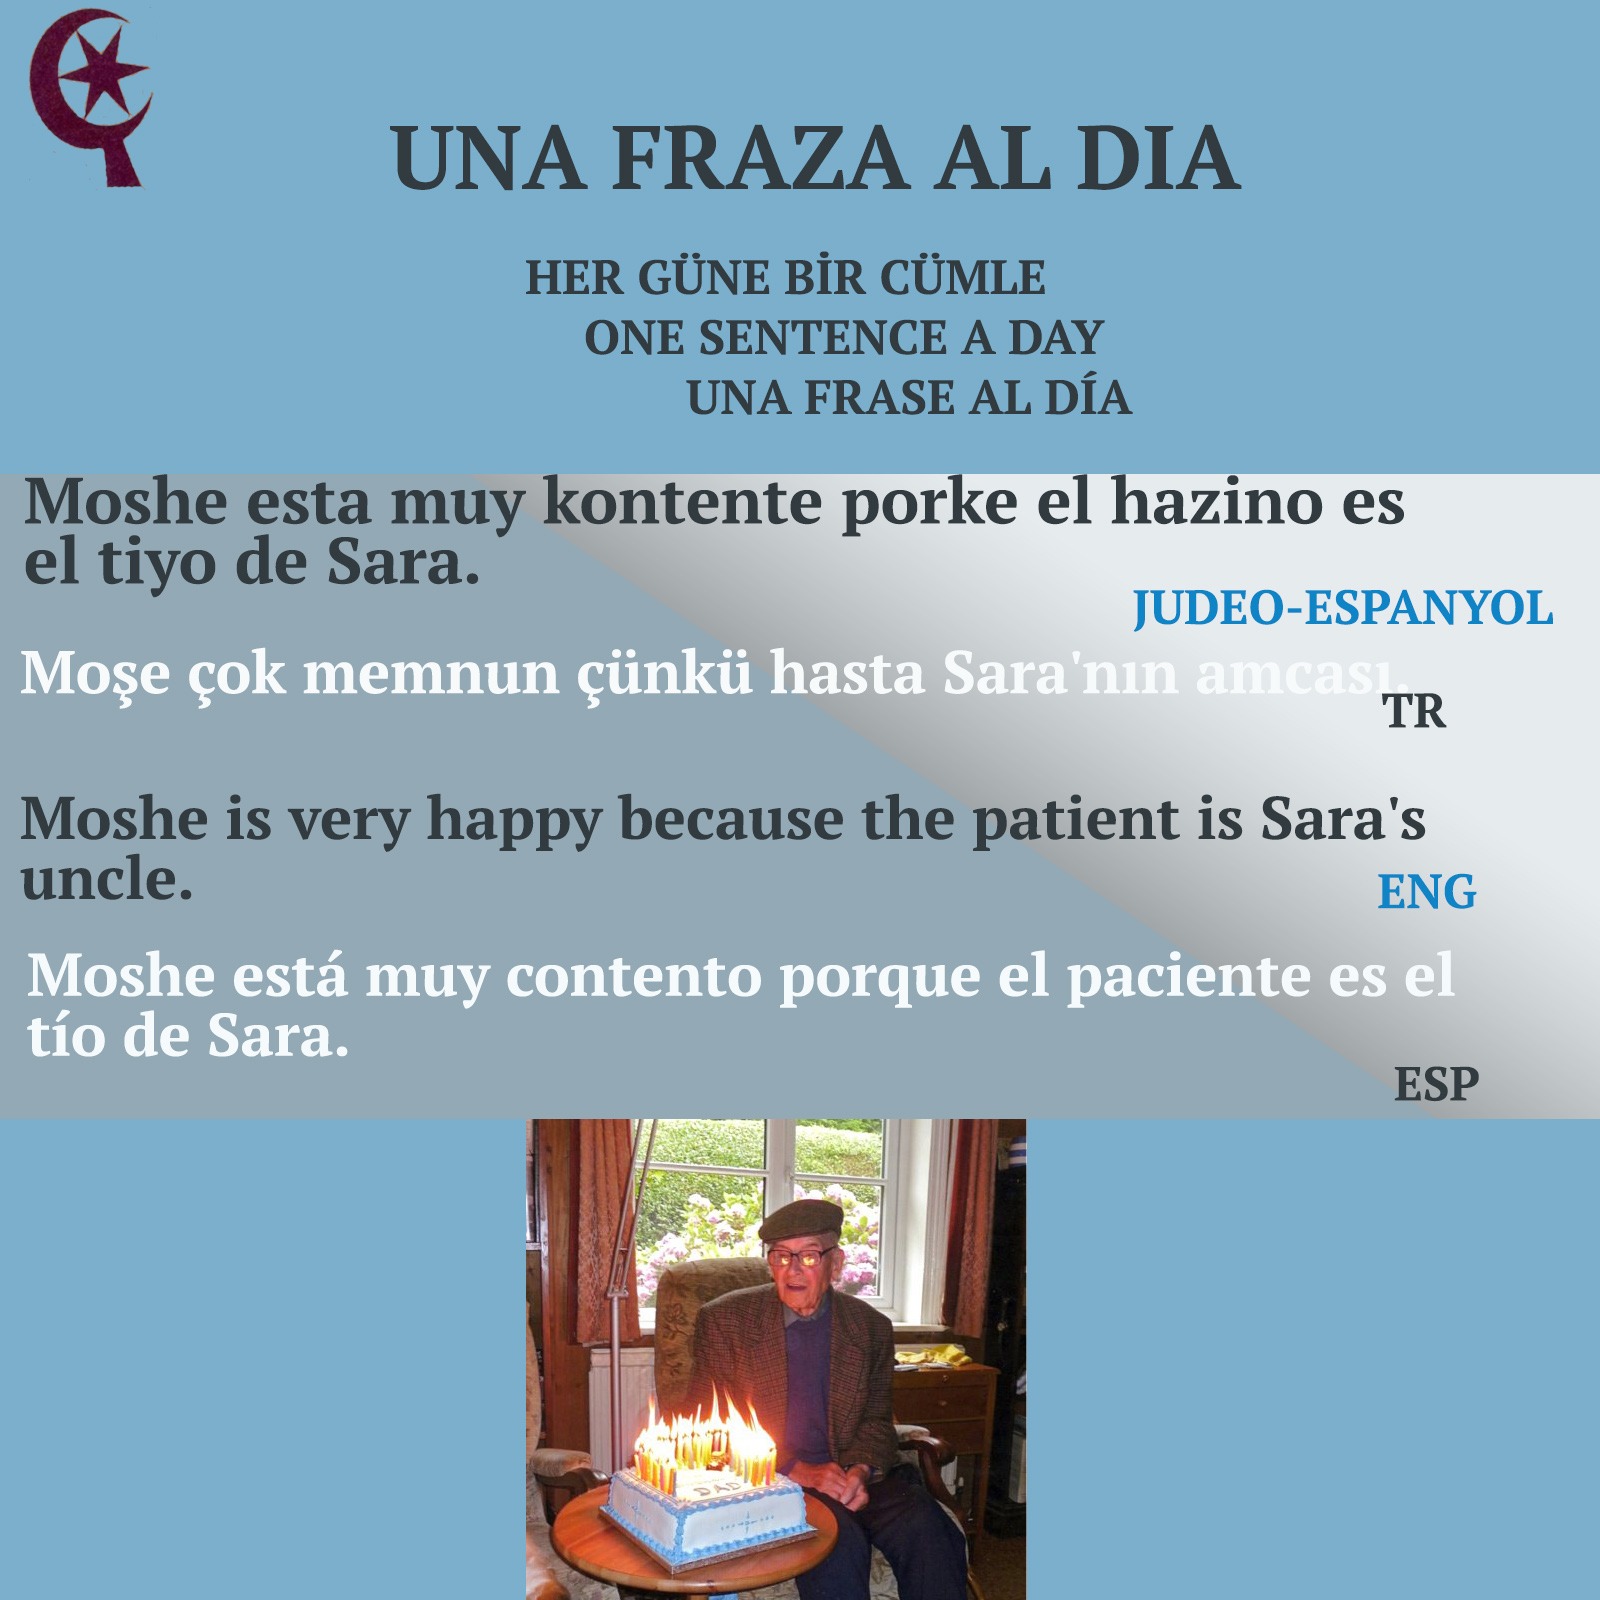 UNA FRAZA AL DIA
HER GÜNE BİR CÜMLE
ONE SENTENCE A DAY
UNA FRASE AL DÍA
Moshe esta muy kontente porke el hazino es
el tiyo de Sara.
JUDEO-ESPANYOL
Moşe çok memnun çünkü hasta Sara'nın amcası.
TR
Moshe is very happy because the patient is Sara's
uncle.
ENG
Moshe está muy contento porque el paciente es el
tío de Sara.
ESP
DAD